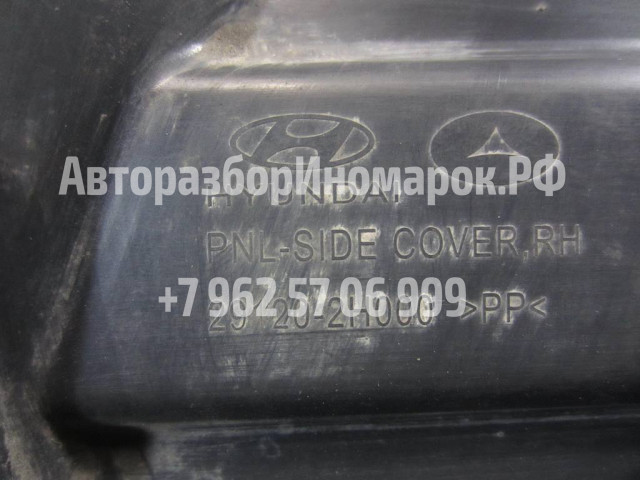 АвторазборИномарок.РФ
HYUNDAI
PNL-SIDE COVER,RH
+7 962 57 06 909
>PP<